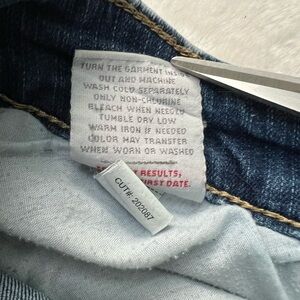 TURN THE GARMENT INSIDE
OUT AND MACHINE
WASH COLD SEPARATELY
ONLY NON-CHLORINE
BLEACH WHEN NEEDED
TUMBLE DRY LOW
WARM IRON IF NEEDED
COLOR MAY TRANSFER
WHEN WORN OR WASHED
RESULTS,
FIRST DATE.
CUT#: 202087